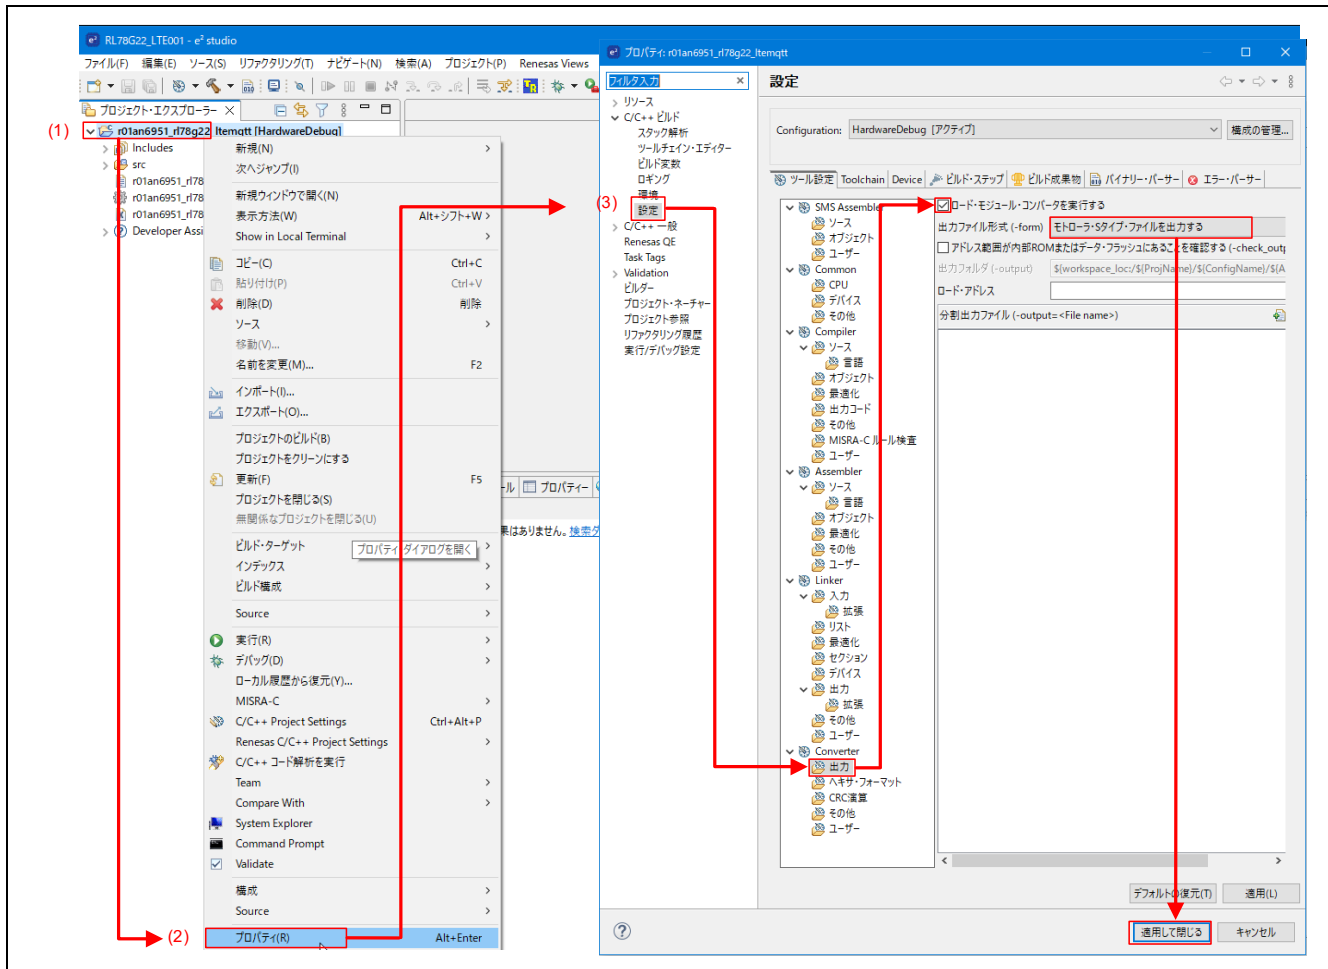 RL78G22_LTE001 - e² studio
ファイル(F) 編集(E) ソース(S) リファクタリング(T) ナビゲート(N) 検索(A) プロジェクト(P) Renesas Views
プロジェクト・エクスプローラー
(1)
r01an6951_rl78g22_ltemqtt [HardwareDebug]
Includes
src
r01an6951_rl78
r01an6951_rl78
r01an6951_rl78
Developer Assi
新規(N)
次へジャンプ(I)
新規ウィンドウで開く(N)
表示方法(W) Alt+シフト+W
Show in Local Terminal
コピー(C) Ctrl+C
貼り付け(P) Ctrl+V
削除(D) 削除
ソース
移動(V)...
名前を変更(M)... F2
インポート(I)...
エクスポート(O)...
プロジェクトのビルド(B)
プロジェクトをクリーンにする
更新(F) F5
プロジェクトを閉じる(S)
無関係なプロジェクトを閉じる(U)
ビルド・ターゲット
プロパティ ダイアログを開く
インデックス
ビルド構成
Source
実行(R)
デバッグ(D)
ローカル履歴から復元(Y)...
MISRA-C
C/C++ Project Settings Ctrl+Alt+P
Renesas C/C++ Project Settings
C/C++ コード解析を実行
Team
Compare With
System Explorer
Command Prompt
Validate
構成
Source
(2)
プロパティ(R) Alt+Enter
ール プロパティー
果はありません。検索ダ
プロパティ: r01an6951_rl78g22_ltemqtt
フィルタ入力
リソース
C/C++ ビルド
スタック解析
ツールチェイン・エディター
ビルド変数
ロギング
環境
(3)
設定
C/C++ 一般
Renesas QE
Task Tags
Validation
ビルダー
プロジェクト・ネーチャー
プロジェクト参照
リファクタリング履歴
実行/デバッグ設定
設定
Configuration: HardwareDebug [アクティブ] 構成の管理...
ツール設定 Toolchain Device ビルド・ステップ ビルド成果物 バイナリー・パーサー エラー・パーサー
SMS Assembler
ソース
オブジェクト
ユーザー
Common
CPU
デバイス
その他
Compiler
ソース
言語
オブジェクト
最適化
出力コード
その他
MISRA-C ルール検査
ユーザー
Assembler
ソース
言語
オブジェクト
最適化
その他
ユーザー
Linker
入力
拡張
リスト
最適化
セクション
デバイス
出力
拡張
その他
ユーザー
Converter
出力
ヘキサ・フォーマット
CRC演算
その他
ユーザー
ロード・モジュール・コンバータを実行する
出力ファイル形式 (-form) モトローラ・Sタイプ・ファイルを出力する
アドレス範囲が内部ROMまたはデータ・フラッシュにあることを確認する (-check_outp
出力フォルダ (-output) ${workspace_loc:/${ProjName}/${ConfigName}/${A
ロード・アドレス
分割出力ファイル (-output=<File name>)
デフォルトの復元(T) 適用(L)
適用して閉じる キャンセル